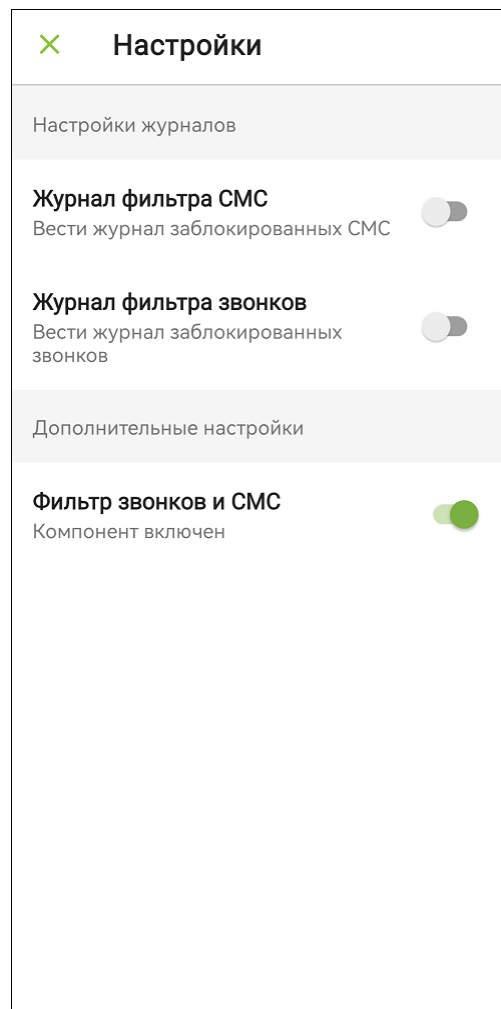 Настройки
Настройки журналов
Журнал фильтра СМС
Вести журнал заблокированных СМС
Журнал фильтра звонков
Вести журнал заблокированных
звонков
Дополнительные настройки
Фильтр звонков и СМС
Компонент включен